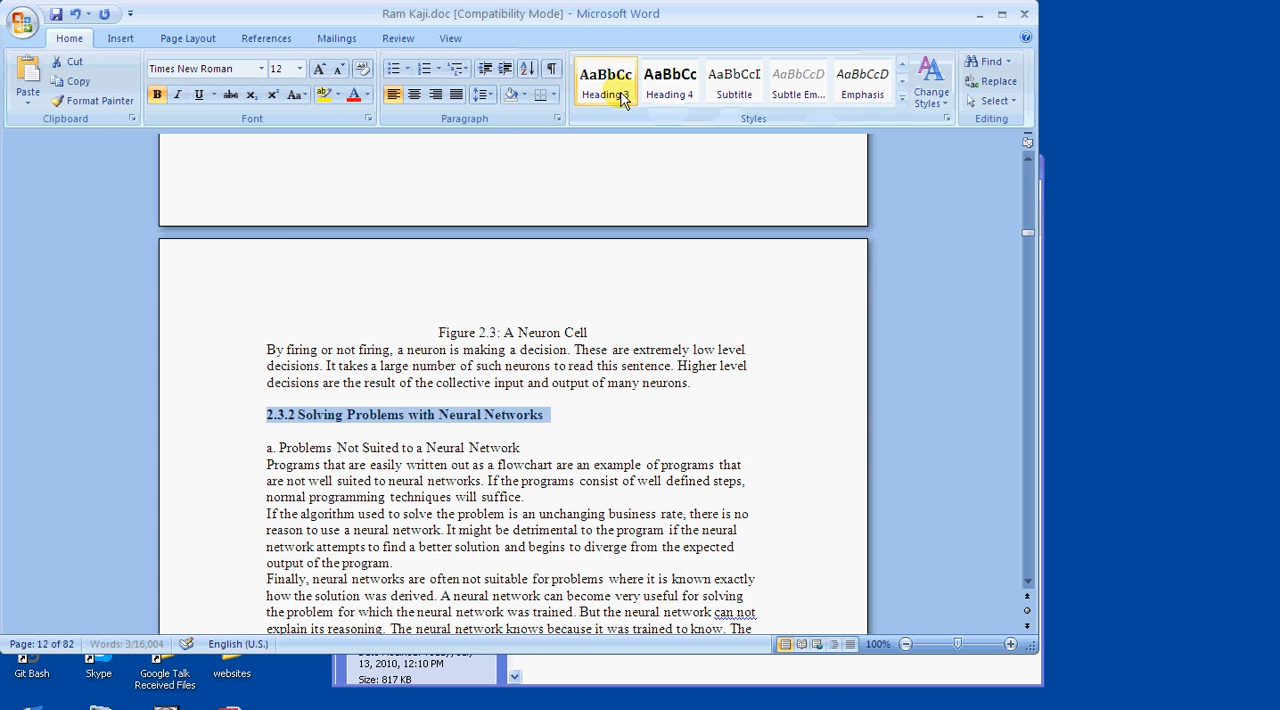 Ram Kaji.doc [Compatibility Mode] - Microsoft Word
Home Insert Page Layout References Mailings Review View
Paste
Cut
Copy
Format Painter
Clipboard
Times New Roman 12
B I U abc x₂ x² Aa
Font
Paragraph
AaBbCc AaBbCc AaBbCcI AaBbCcD AaBbCcD
Heading 3 Heading 4 Subtitle Subtle Em... Emphasis
Change
Styles
Styles
Find
Replace
Select
Editing
Figure 2.3: A Neuron Cell
By firing or not firing, a neuron is making a decision. These are extremely low level
decisions. It takes a large number of such neurons to read this sentence. Higher level
decisions are the result of the collective input and output of many neurons.
2.3.2 Solving Problems with Neural Networks
a. Problems Not Suited to a Neural Network
Programs that are easily written out as a flowchart are an example of programs that
are not well suited to neural networks. If the programs consist of well defined steps,
normal programming techniques will suffice.
If the algorithm used to solve the problem is an unchanging business rate, there is no
reason to use a neural network. It might be detrimental to the program if the neural
network attempts to find a better solution and begins to diverge from the expected
output of the program.
Finally, neural networks are often not suitable for problems where it is known exactly
how the solution was derived. A neural network can become very useful for solving
the problem for which the neural network was trained. But the neural network can not
explain its reasoning. The neural network knows because it was trained to know. The
Page: 12 of 82 Words: 3/16,004 English (U.S.) 100%
13, 2010, 12:10 PM
Size: 817 KB
Git Bash
Skype
Google Talk
Received Files
websites